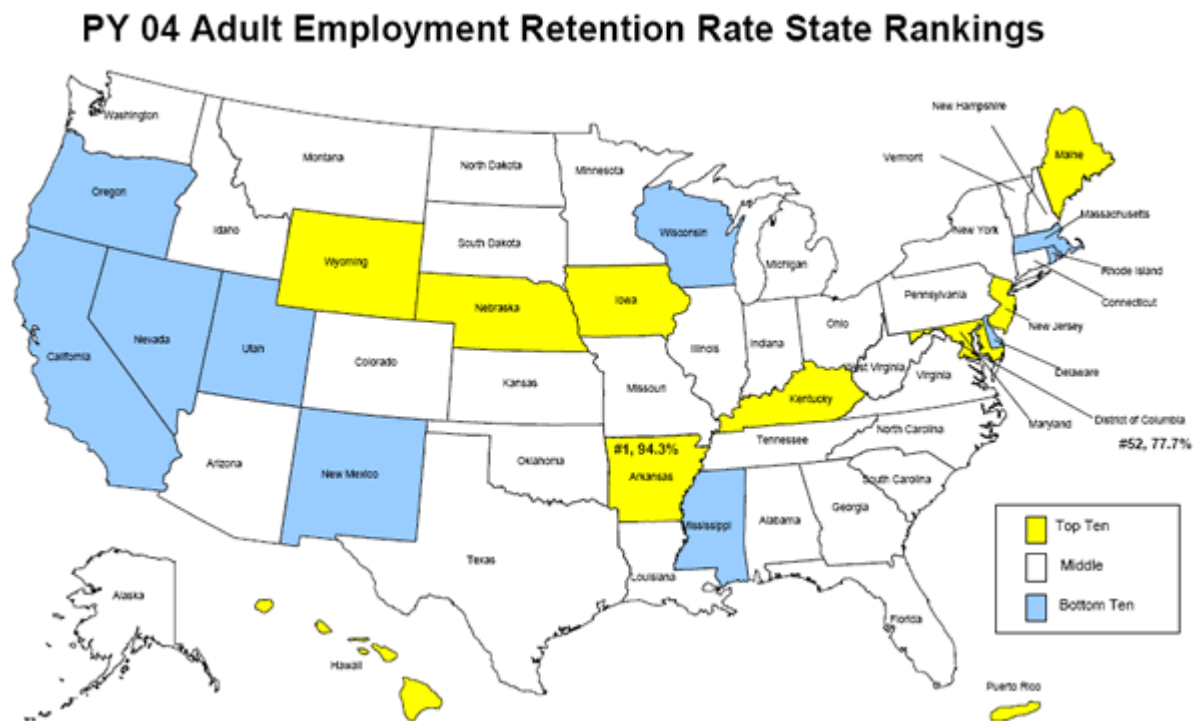 PY 04 Adult Employment Retention Rate State Rankings
Washington
Montana
North Dakota
Minnesota
New Hampshire
Vermont
Maine
Oregon
Idaho
Wyoming
South Dakota
Wisconsin
Michigan
New York
Massachusetts
Rhode Island
Connecticut
Nebraska
Iowa
Pennsylvania
New Jersey
California
Nevada
Utah
Colorado
Kansas
Missouri
Illinois
Indiana
Ohio
West Virginia
Virginia
Delaware
Kentucky
Maryland
District of Columbia
#52, 77.7%
Arizona
New Mexico
Oklahoma
#1, 94.3%
Arkansas
Tennessee
North Carolina
South Carolina
Mississippi
Alabama
Georgia
Texas
Louisiana
Florida
Alaska
Hawaii
Puerto Rico
Top Ten
Middle
Bottom Ten